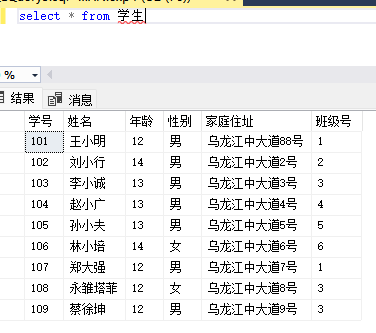 select * from 学生
%
结果 消息
学号 姓名 年龄 性别 家庭住址 班级号
101 王小明 12 男 乌龙江中大道88号 1
102 刘小行 14 男 乌龙江中大道2号 2
103 李小诚 13 男 乌龙江中大道3号 3
104 赵小广 13 男 乌龙江中大道4号 4
105 孙小夫 13 男 乌龙江中大道5号 5
106 林小培 14 女 乌龙江中大道6号 6
107 郑大强 12 男 乌龙江中大道7号 1
108 永雏塔菲 12 女 乌龙江中大道8号 3
109 蔡徐坤 12 男 乌龙江中大道9号 3